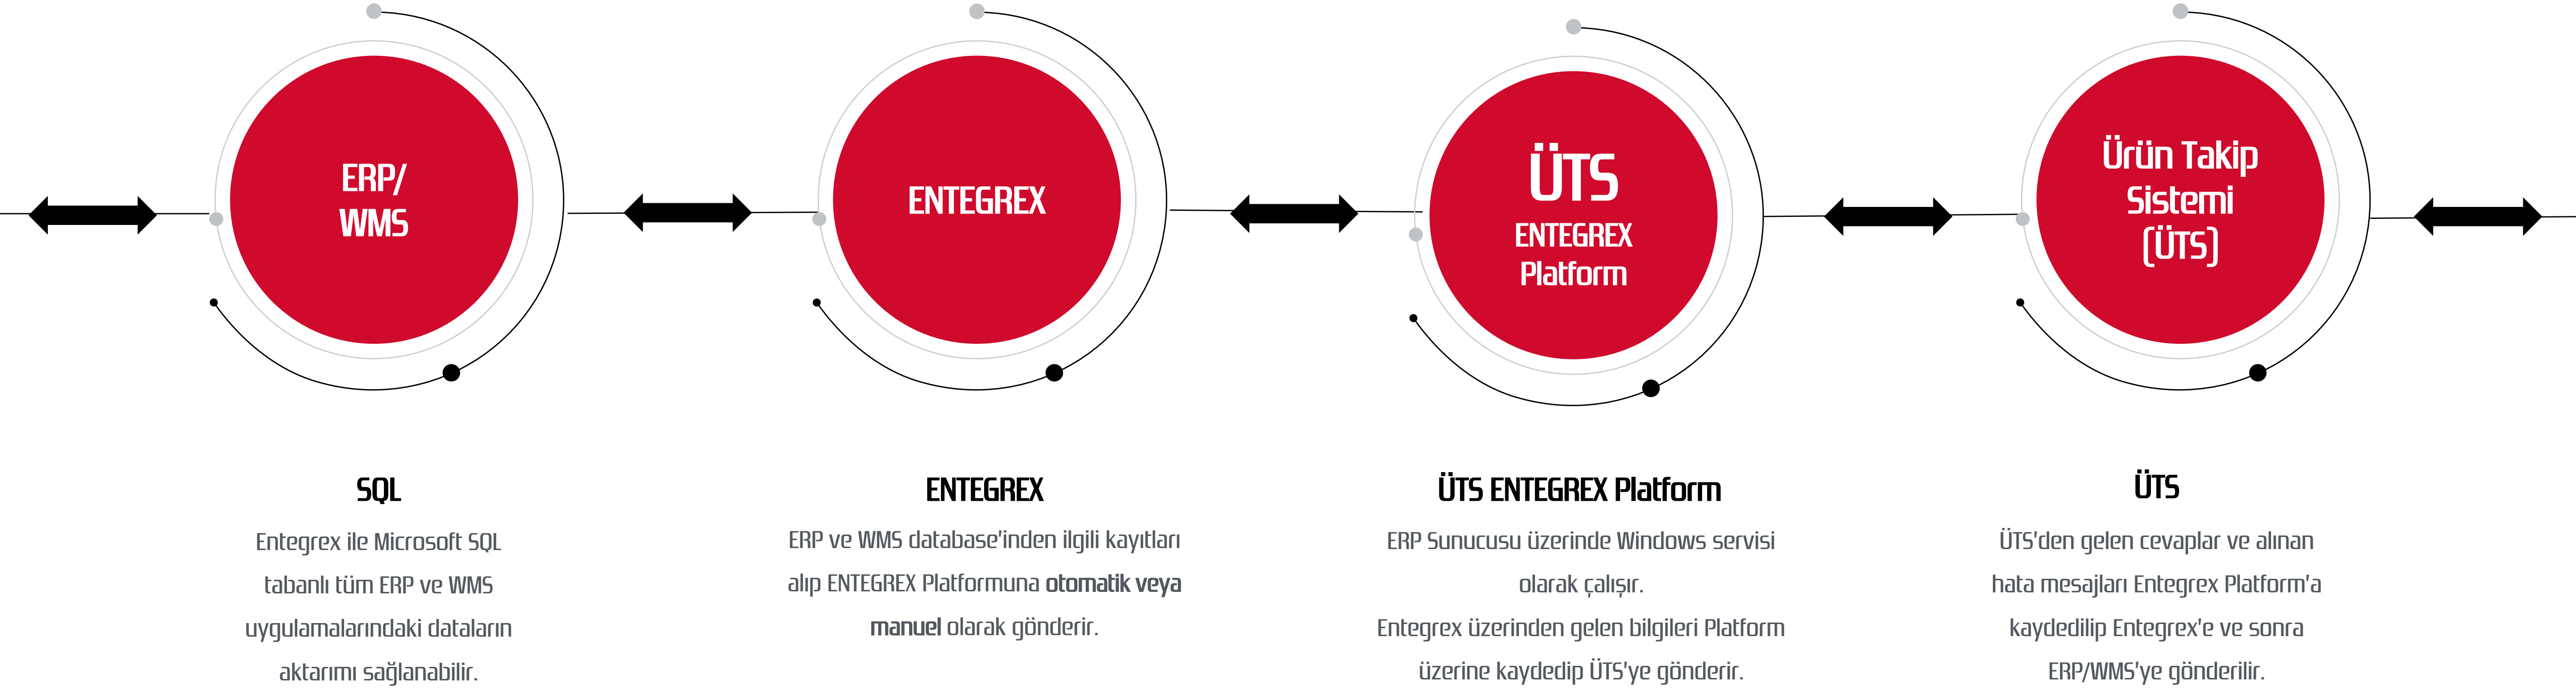 ERP/
WMS
ENTEGREX
ÜTS
ENTEGREX
Platform
Ürün Takip
Sistemi
(ÜTS)
SQL
Entegrex ile Microsoft SQL
tabanlı tüm ERP ve WMS
uygulamalarındaki dataların
aktarımı sağlanabilir.
ENTEGREX
ERP ve WMS database'inden ilgili kayıtları
alıp ENTEGREX Platformuna otomatik veya
manuel olarak gönderir.
ÜTS ENTEGREX Platform
ERP Sunucusu üzerinde Windows servisi
olarak çalışır.
Entegrex üzerinden gelen bilgileri Platform
üzerine kaydedip ÜTS'ye gönderir.
ÜTS
ÜTS'den gelen cevaplar ve alınan
hata mesajları Entegrex Platform'a
kaydedilip Entegrex'e ve sonra
ERP/WMS'ye gönderilir.